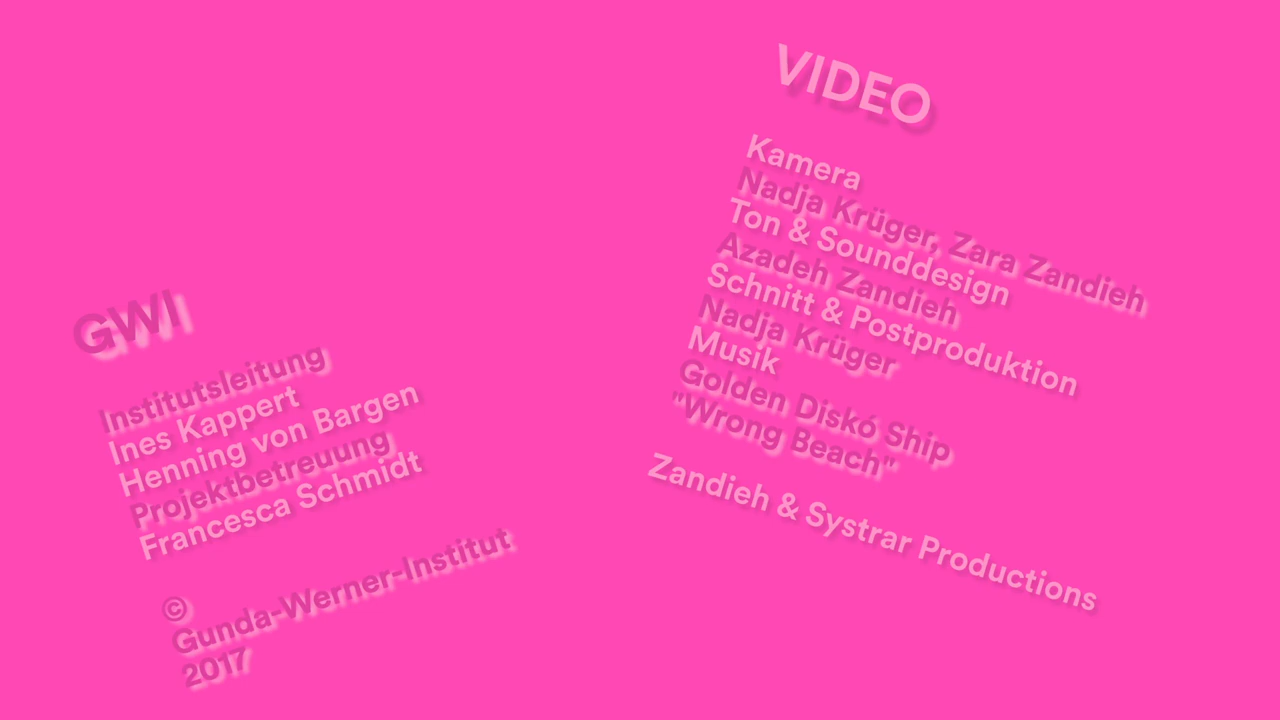 GWI
Institutsleitung
Ines Kappert
Henning von Bargen
Projektbetreuung
Francesca Schmidt
©
Gunda-Werner-Institut
2017
VIDEO
Kamera
Nadja Krüger, Zara Zandieh
Ton & Sounddesign
Azadeh Zandieh
Schnitt & Postproduktion
Nadja Krüger
Musik
Golden Diskó Ship
"Wrong Beach"
Zandieh & Systrar Productions